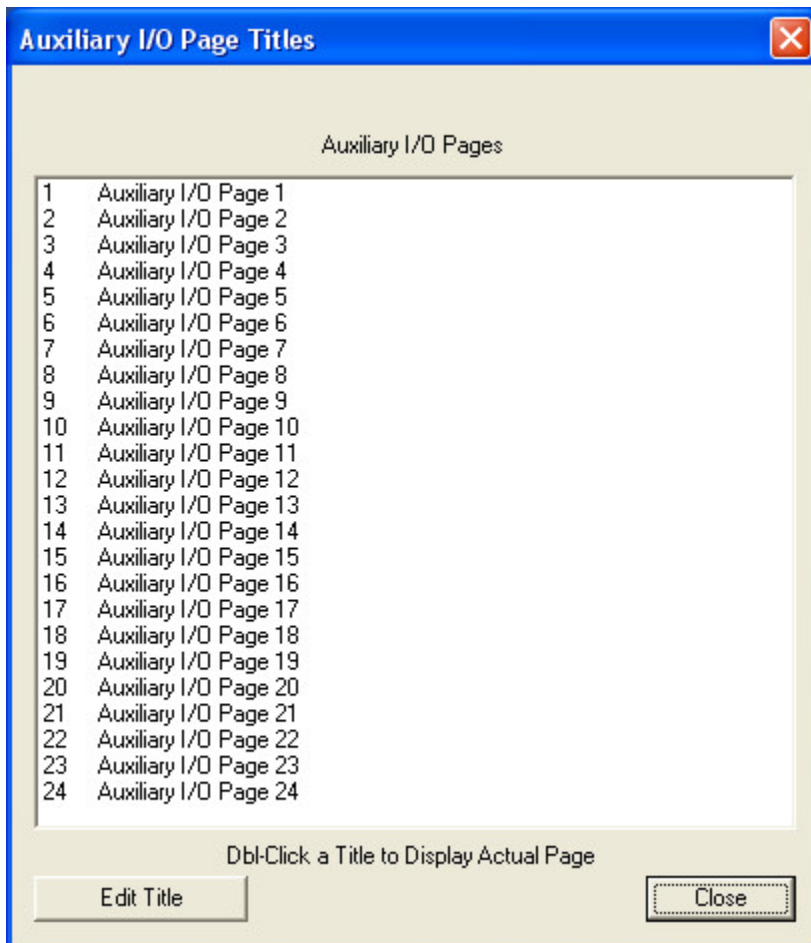 Auxiliary I/O Page Titles
Auxiliary I/O Pages
1 Auxiliary I/O Page 1
2 Auxiliary I/O Page 2
3 Auxiliary I/O Page 3
4 Auxiliary I/O Page 4
5 Auxiliary I/O Page 5
6 Auxiliary I/O Page 6
7 Auxiliary I/O Page 7
8 Auxiliary I/O Page 8
9 Auxiliary I/O Page 9
10 Auxiliary I/O Page 10
11 Auxiliary I/O Page 11
12 Auxiliary I/O Page 12
13 Auxiliary I/O Page 13
14 Auxiliary I/O Page 14
15 Auxiliary I/O Page 15
16 Auxiliary I/O Page 16
17 Auxiliary I/O Page 17
18 Auxiliary I/O Page 18
19 Auxiliary I/O Page 19
20 Auxiliary I/O Page 20
21 Auxiliary I/O Page 21
22 Auxiliary I/O Page 22
23 Auxiliary I/O Page 23
24 Auxiliary I/O Page 24
Dbl-Click a Title to Display Actual Page
Edit Title Close